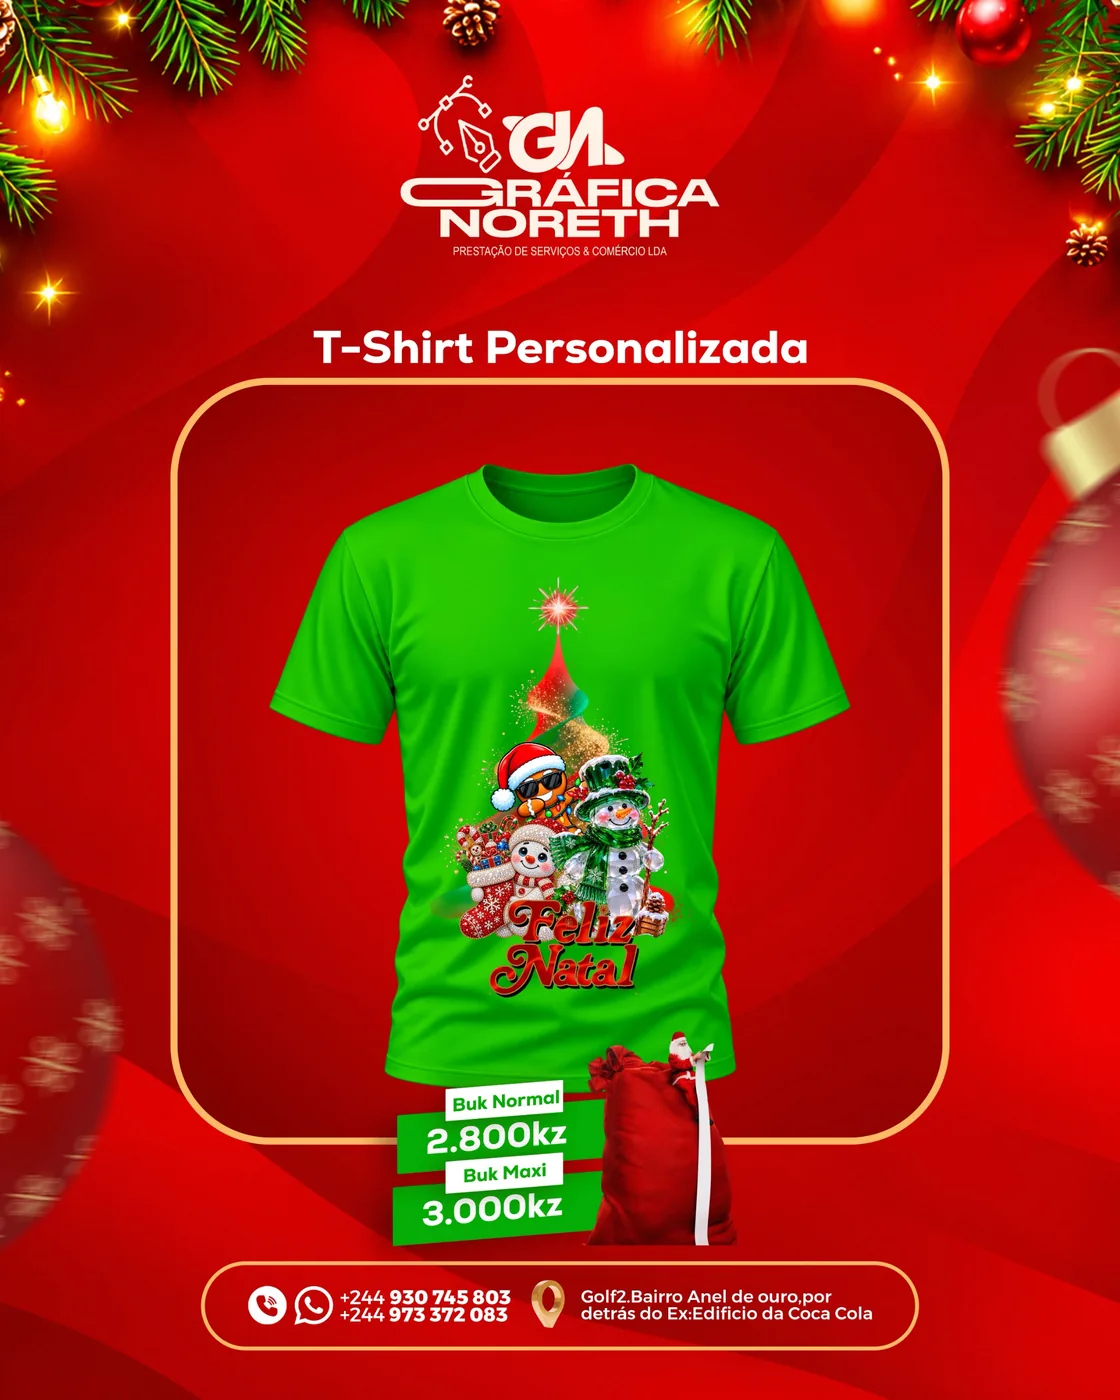 GN
GRÁFICA
NORETH
PRESTAÇÃO DE SERVIÇOS & COMÉRCIO LDA
T-Shirt Personalizada
Feliz
Natal
Buk Normal
2.800kz
Buk Maxi
3.000kz
+244 930 745 803
+244 973 372 083
Golf2.Bairro Anel de ouro,por
detrás do Ex:Edificio da Coca Cola